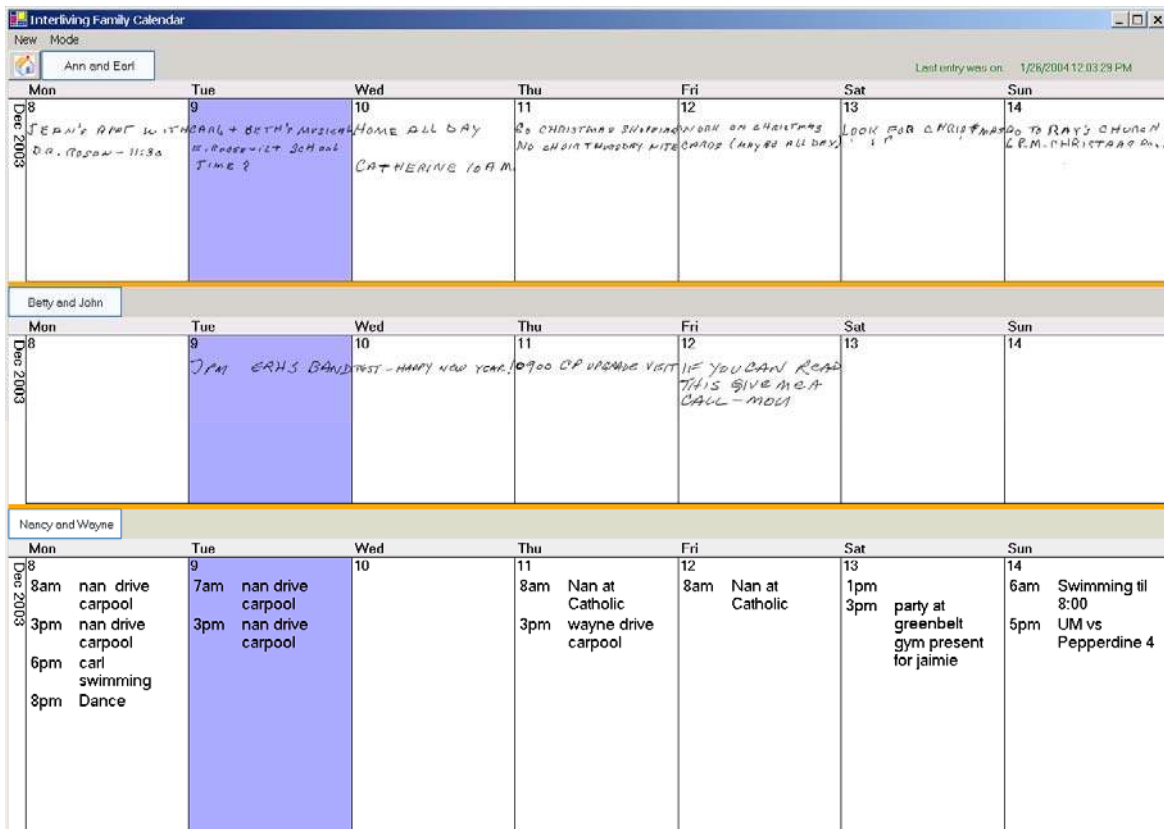 Interliving Family Calendar
New Mode
Ann and Earl
Last entry was on: 1/26/2004 12:03:29 PM
Mon Tue Wed Thu Fri Sat Sun
Dec 2003
8 9 10 11 12 13 14
JEAN'S APPT WITH
DR. ROSAN - 11:30
CARL + BETH'S MUSICAL
SCHOOL
TIME?
HOME ALL DAY
CATHERINE 10 AM
GO CHRISTMAS SHOPPING
NO CHOIR THURSDAY NITE
WORK ON CHRISTMAS
CARDS (MAYBE ALL DAY)
LOOK FOR CHRISTMAS
GO TO RAY'S CHURCH
6 P.M. CHRISTMAS
Betty and John
Mon Tue Wed Thu Fri Sat Sun
Dec 2003
8 9 10 11 12 13 14
7PM ERHS BAND
TEST - HAPPY NEW YEAR!
0900 CP UPGRADE VISIT
IF YOU CAN READ
THIS GIVE ME A
CALL - MOM
Nancy and Wayne
Mon Tue Wed Thu Fri Sat Sun
Dec 2003
8 9 10 11 12 13 14
8am nan drive
carpool
3pm nan drive
carpool
6pm carl
swimming
8pm Dance
7am nan drive
carpool
3pm nan drive
carpool
8am Nan at
Catholic
3pm wayne drive
carpool
8am Nan at
Catholic
1pm
3pm party at
greenbelt
gym present
for jaimie
6am Swimming til
8:00
5pm UM vs
Pepperdine 4